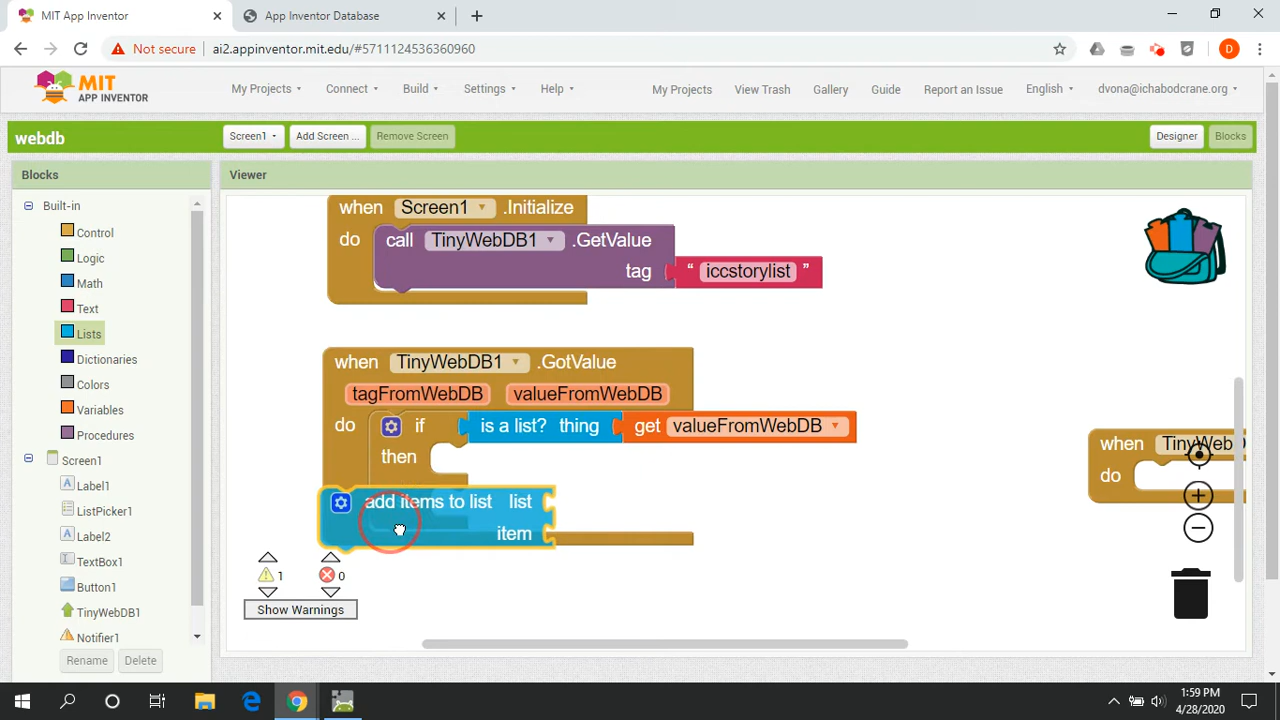 MIT App Inventor
App Inventor Database
Not secure
ai2.appinventor.mit.edu/#5711124536360960
D
MIT
APP INVENTOR
My Projects
Connect
Build
Settings
Help
My Projects
View Trash
Gallery
Guide
Report an Issue
English
dvona@ichabodcrane.org
webdb
Screen1
Add Screen ...
Remove Screen
Designer
Blocks
Blocks
Viewer
Built-in
Control
Logic
Math
Text
Lists
Dictionaries
Colors
Variables
Procedures
Screen1
Label1
ListPicker1
Label2
TextBox1
Button1
TinyWebDB1
Notifier1
Rename
Delete
when Screen1 .Initialize
do call TinyWebDB1 .GetValue
tag “ iccstorylist ”
when TinyWebDB1 .GotValue
tagFromWebDB valueFromWebDB
do if is a list? thing get valueFromWebDB
then
add items to list list
item
when TinyWebD
do
1
0
Show Warnings
1:59 PM
4/28/2020